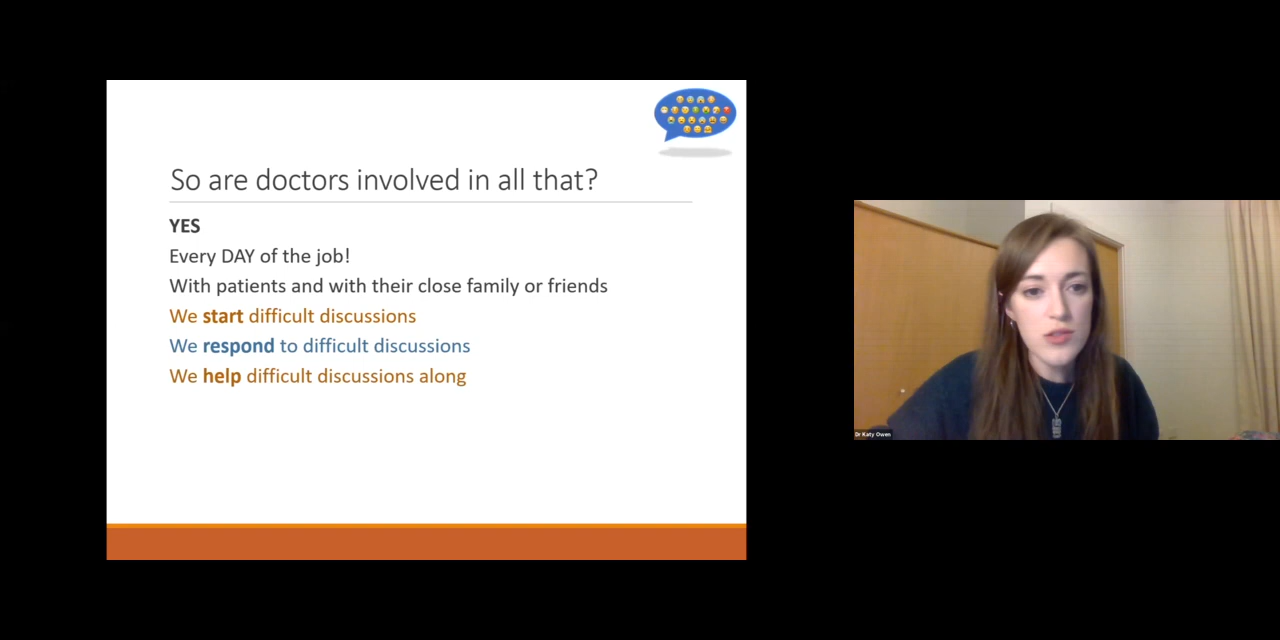 So are doctors involved in all that?
YES
Every DAY of the job!
With patients and with their close family or friends
We start difficult discussions
We respond to difficult discussions
We help difficult discussions along
Dr Katy Owen